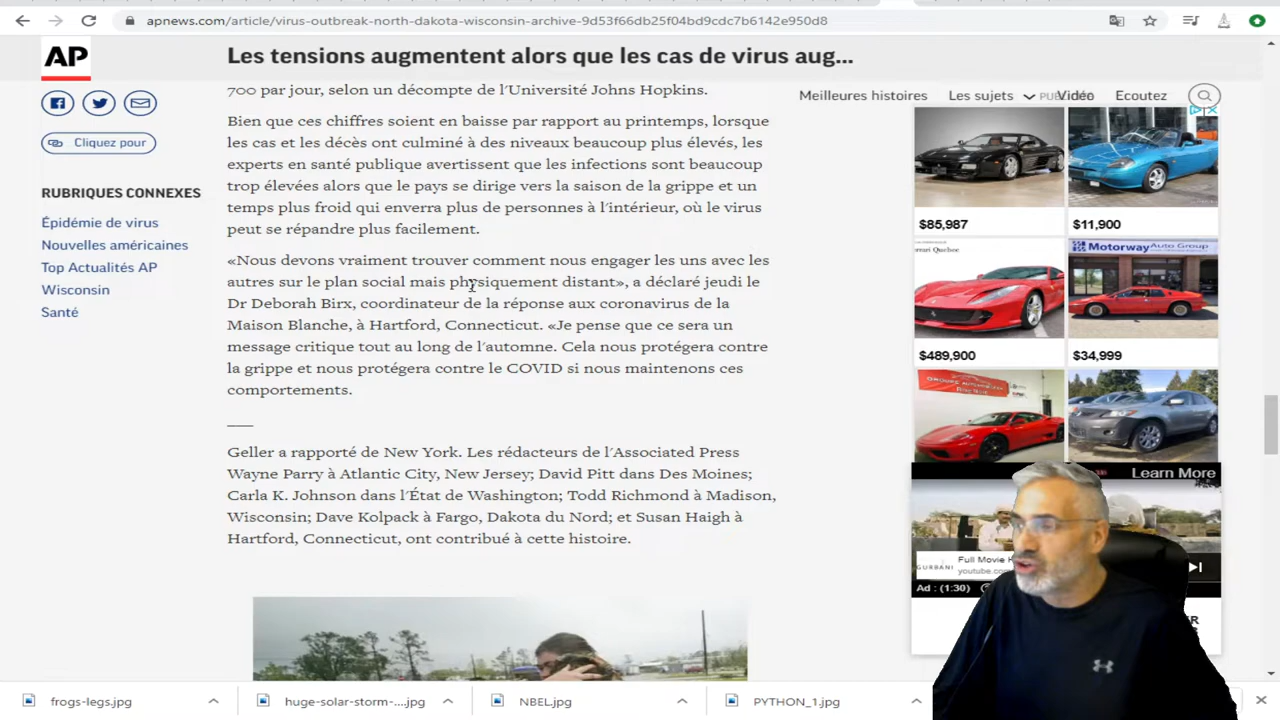 apnews.com/article/virus-outbreak-north-dakota-wisconsin-archive-9d53f66db25f04bd9cdc7b6142e950d8
AP
Les tensions augmentent alors que les cas de virus aug...
Meilleures histoires
Les sujets
Vidéo
Ecoutez
Cliquez pour
RUBRIQUES CONNEXES
Épidémie de virus
Nouvelles américaines
Top Actualités AP
Wisconsin
Santé
700 par jour, selon un décompte de l'Université Johns Hopkins.
Bien que ces chiffres soient en baisse par rapport au printemps, lorsque
les cas et les décès ont culminé à des niveaux beaucoup plus élevés, les
experts en santé publique avertissent que les infections sont beaucoup
trop élevées alors que le pays se dirige vers la saison de la grippe et un
temps plus froid qui enverra plus de personnes à l'intérieur, où le virus
peut se répandre plus facilement.
«Nous devons vraiment trouver comment nous engager les uns avec les
autres sur le plan social mais physiquement distant», a déclaré jeudi le
Dr Deborah Birx, coordinateur de la réponse aux coronavirus de la
Maison Blanche, à Hartford, Connecticut. «Je pense que ce sera un
message critique tout au long de l'automne. Cela nous protégera contre
la grippe et nous protégera contre le COVID si nous maintenons ces
comportements.
Geller a rapporté de New York. Les rédacteurs de l'Associated Press
Wayne Parry à Atlantic City, New Jersey; David Pitt dans Des Moines;
Carla K. Johnson dans l'État de Washington; Todd Richmond à Madison,
Wisconsin; Dave Kolpack à Fargo, Dakota du Nord; et Susan Haigh à
Hartford, Connecticut, ont contribué à cette histoire.
$85,987
$11,900
Ferrari Quebec
Motorway Auto Group
$489,900
$34,999
Learn More
GURBANI
Full Movie
youtube.com
Ad : (1:30)
frogs-legs.jpg
huge-solar-storm-....jpg
NBEL.jpg
PYTHON_1.jpg